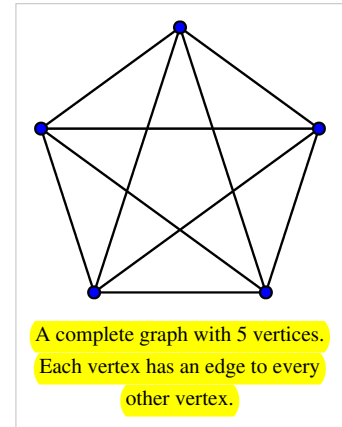 A complete graph with 5 vertices.
Each vertex has an edge to every
other vertex.